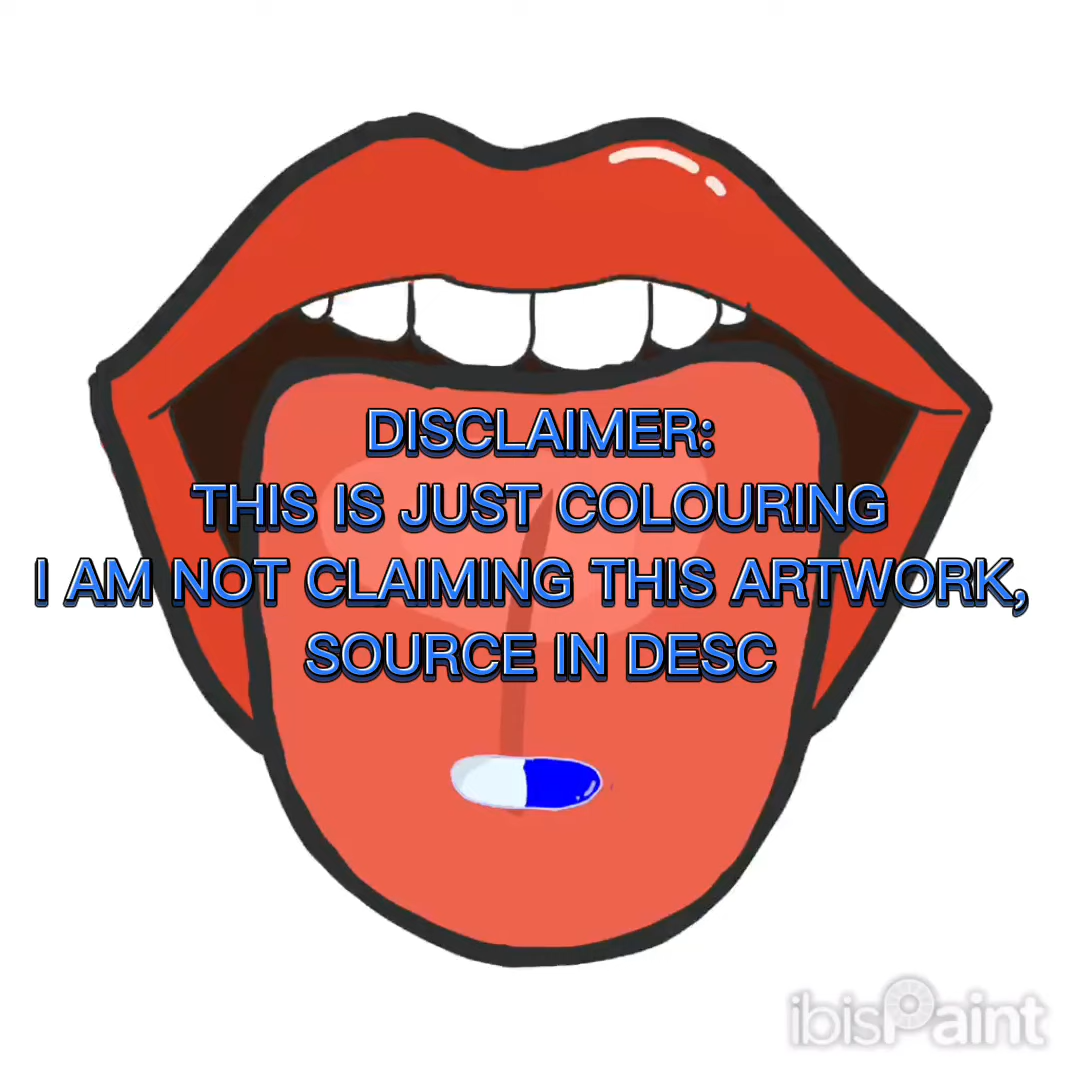 DISCLAIMER:
THIS IS JUST COLOURING
I AM NOT CLAIMING THIS ARTWORK,
SOURCE IN DESC
ibisPaint